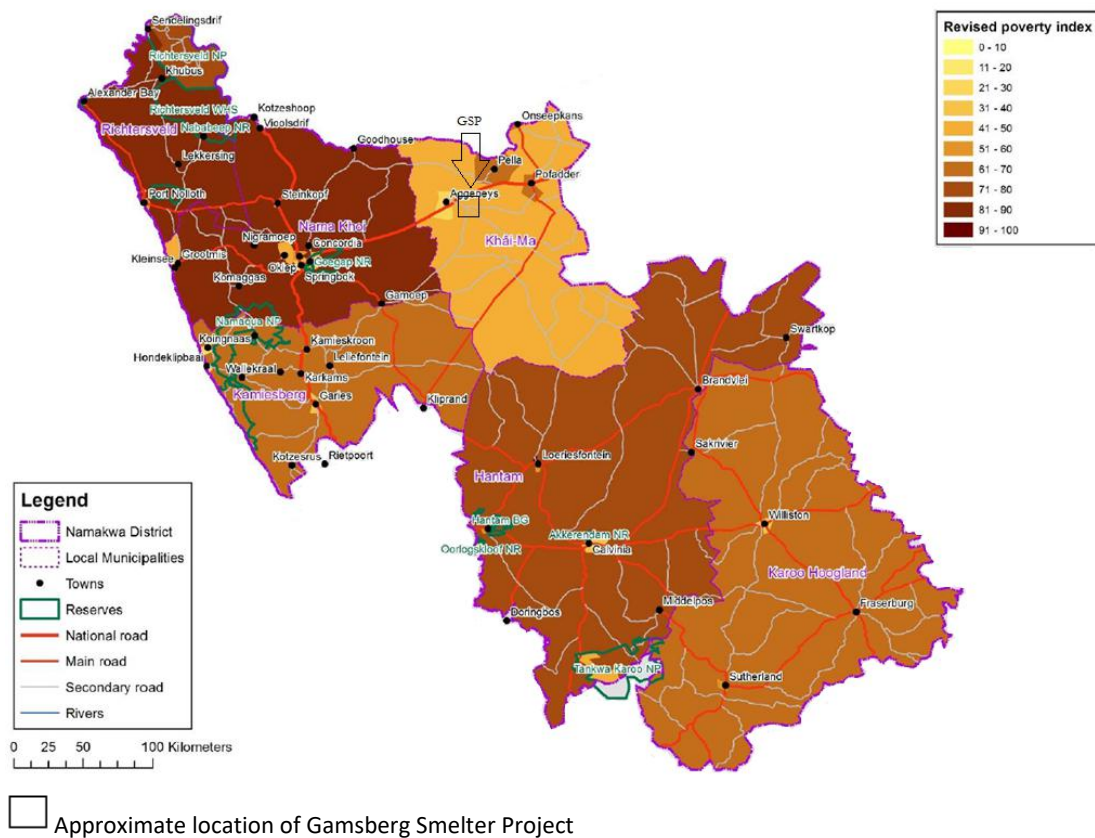 Revised poverty index
0 - 10
11 - 20
21 - 30
31 - 40
41 - 50
51 - 60
61 - 70
71 - 80
81 - 90
91 - 100
Sendelingsdrif
Richtersveld NP
Khubus
Alexander Bay
Richtersveld WHS
Kotzeshoop
Richtersveld
Nababeep NR
Vioolsdrif
Lekkersing
Goodhouse
GSP
Onseepkans
Pella
Pofadder
Aggeneys
Port Nolloth
Steinkopf
Nama Khoi
Khâi-Ma
Nigramoep
Concordia
Grootmis
Okiep
Goegap NR
Kleinsee
Springbok
Komaggas
Gamoep
Namaqua NP
Koingnaas
Kamieskroon
Hondeklipbaai
Leliefontein
Wallekraal
Karkams
Kamiesberg
Garies
Kliprand
Kotzesrus
Rietpoort
Swartkop
Brandvlei
Sakrivier
Loeriesfontein
Hantam
Hantam BG
Akkerendam NR
Williston
Oorlogskloof NR
Calvinia
Karoo Hoogland
Middelpos
Fraserburg
Doringbos
Tankwa Karoo NP
Sutherland
Legend
Namakwa District
Local Municipalities
Towns
Reserves
National road
Main road
Secondary road
Rivers
0 25 50 100 Kilometers
Approximate location of Gamsberg Smelter Project